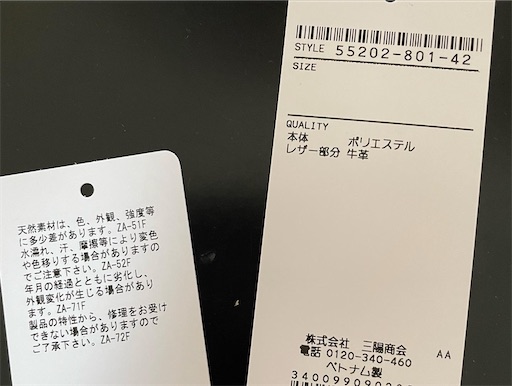 天然素材は、色、外観、強度等
に多少差があります。ZA-51F
水濡れ、汗、摩擦等により変色
や色移りする場合がありますの
でご注意下さい。ZA-52F
年月の経過とともに劣化し、
外観変化が生じる場合があり
ます。ZA-71F
製品の特性から、修理をお受け
できない場合がありますので
ご了承下さい。ZA-72F
STYLE 55202-801-42
SIZE
QUALITY
本体 ポリエステル
レザー部分 牛革
株式会社 三陽商会 AA
電話 0120-340-460
ベトナム製